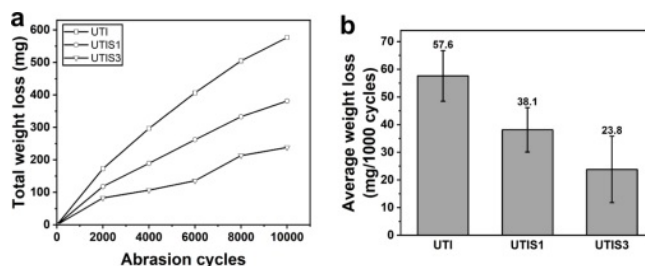 a
Total weight loss (mg)
600
500
400
300
200
100
0
UTI
UTIS1
UTIS3
0 2000 4000 6000 8000 10000
Abrasion cycles
b
Average weight loss
(mg/1000 cycles)
70
60
50
40
30
20
10
0
57.6
38.1
23.8
UTI UTIS1 UTIS3